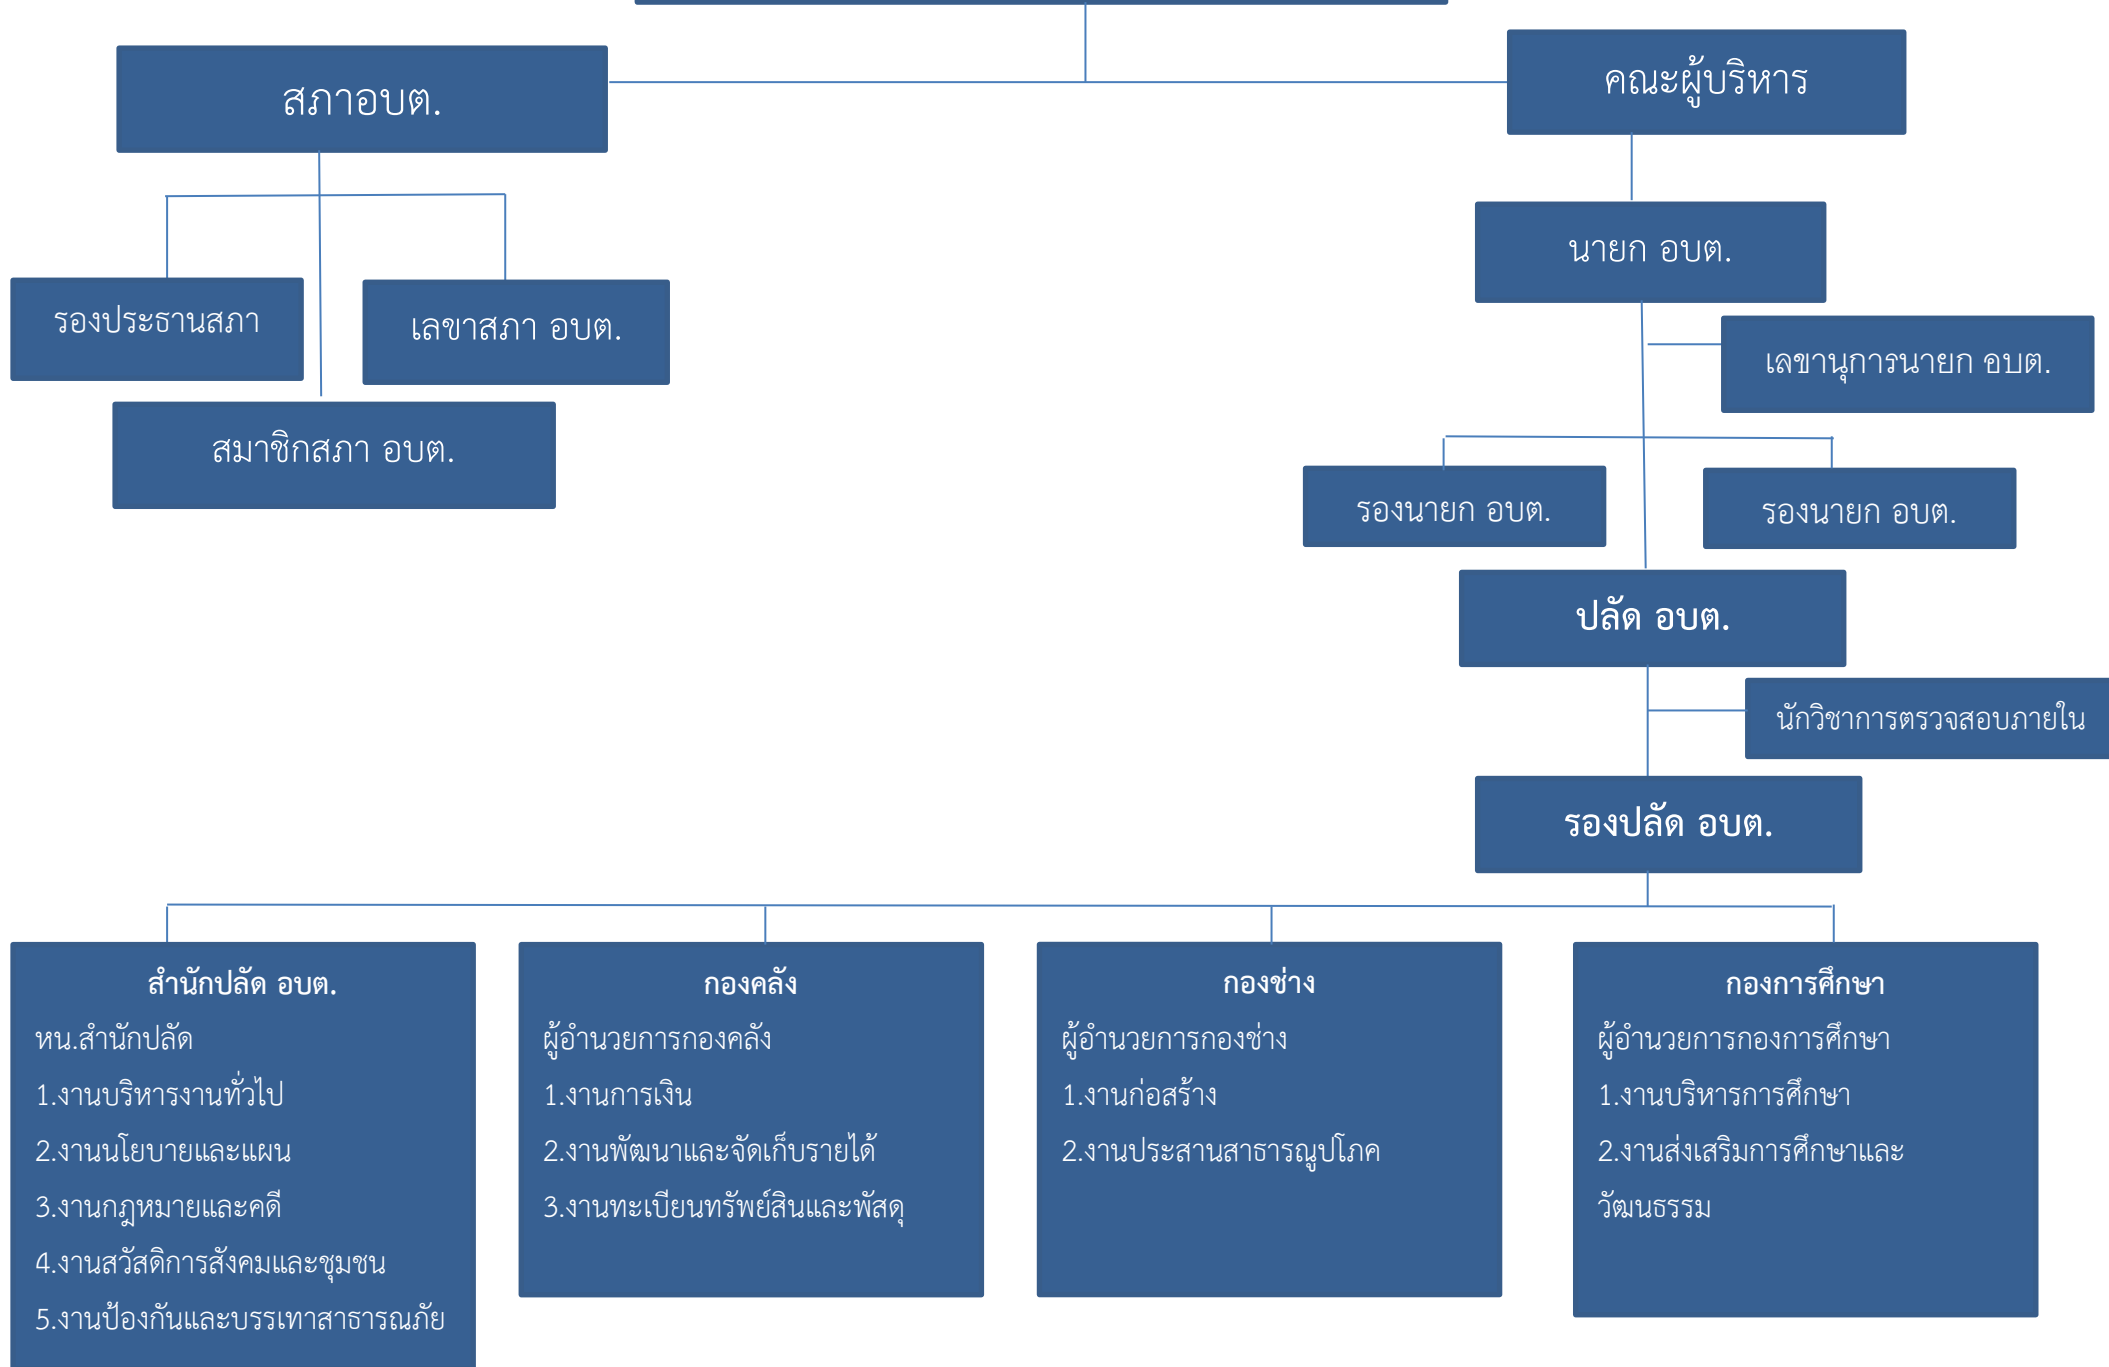 สภาอบต.
คณะผู้บริหาร
นายก อบต.
รองประธานสภา
เลขาสภา อบต.
เลขานุการนายก อบต.
สมาชิกสภา อบต.
รองนายก อบต.
รองนายก อบต.
ปลัด อบต.
นักวิชาการตรวจสอบภายใน
รองปลัด อบต.
สำนักปลัด อบต.
หน.สำนักปลัด
1.งานบริหารงานทั่วไป
2.งานนโยบายและแผน
3.งานกฎหมายและคดี
4.งานสวัสดิการสังคมและชุมชน
5.งานป้องกันและบรรเทาสาธารณภัย
กองคลัง
ผู้อำนวยการกองคลัง
1.งานการเงิน
2.งานพัฒนาและจัดเก็บรายได้
3.งานทะเบียนทรัพย์สินและพัสดุ
กองช่าง
ผู้อำนวยการกองช่าง
1.งานก่อสร้าง
2.งานประสานสาธารณูปโภค
กองการศึกษา
ผู้อำนวยการกองการศึกษา
1.งานบริหารการศึกษา
2.งานส่งเสริมการศึกษาและ
วัฒนธรรม